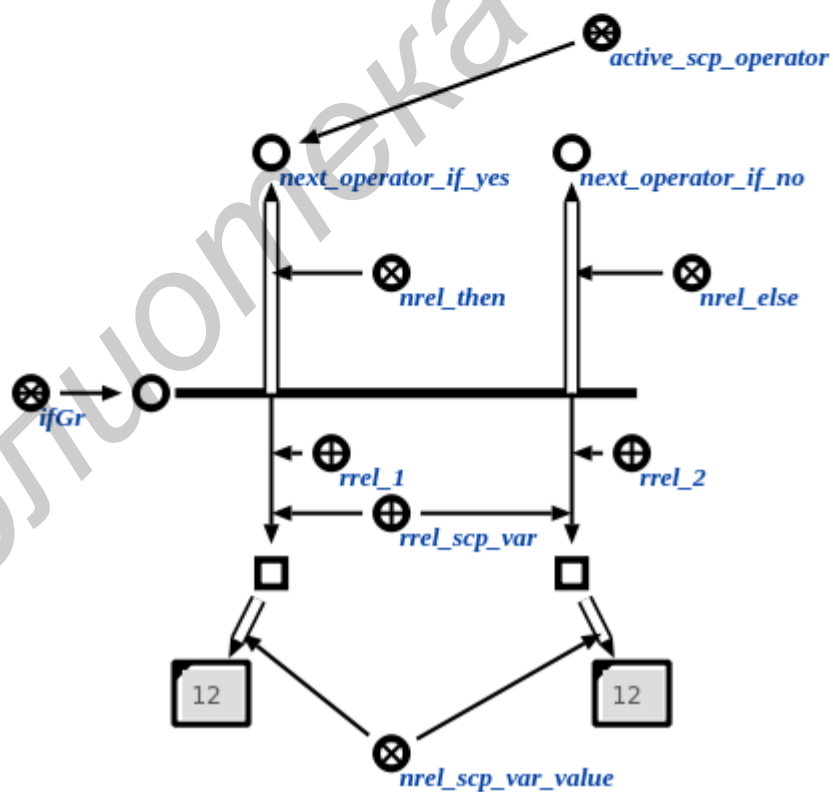 active_scp_operator
next_operator_if_yes
next_operator_if_no
nrel_then
nrel_else
ifGr
rrel_1
rrel_2
rrel_scp_var
12
12
nrel_scp_var_value